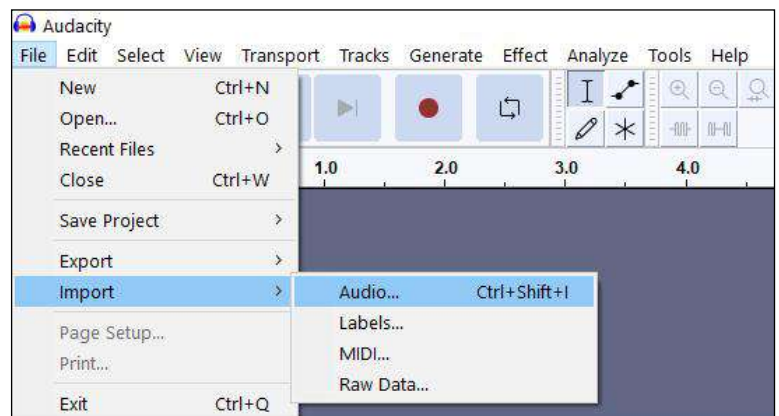 Audacity
File Edit Select View Transport Tracks Generate Effect Analyze Tools Help
New Ctrl+N
Open... Ctrl+O
Recent Files >
Close Ctrl+W
1.0 2.0 3.0 4.0
Save Project >
Export >
Import >
Audio... Ctrl+Shift+I
Labels...
MIDI...
Raw Data...
Page Setup...
Print...
Exit Ctrl+Q